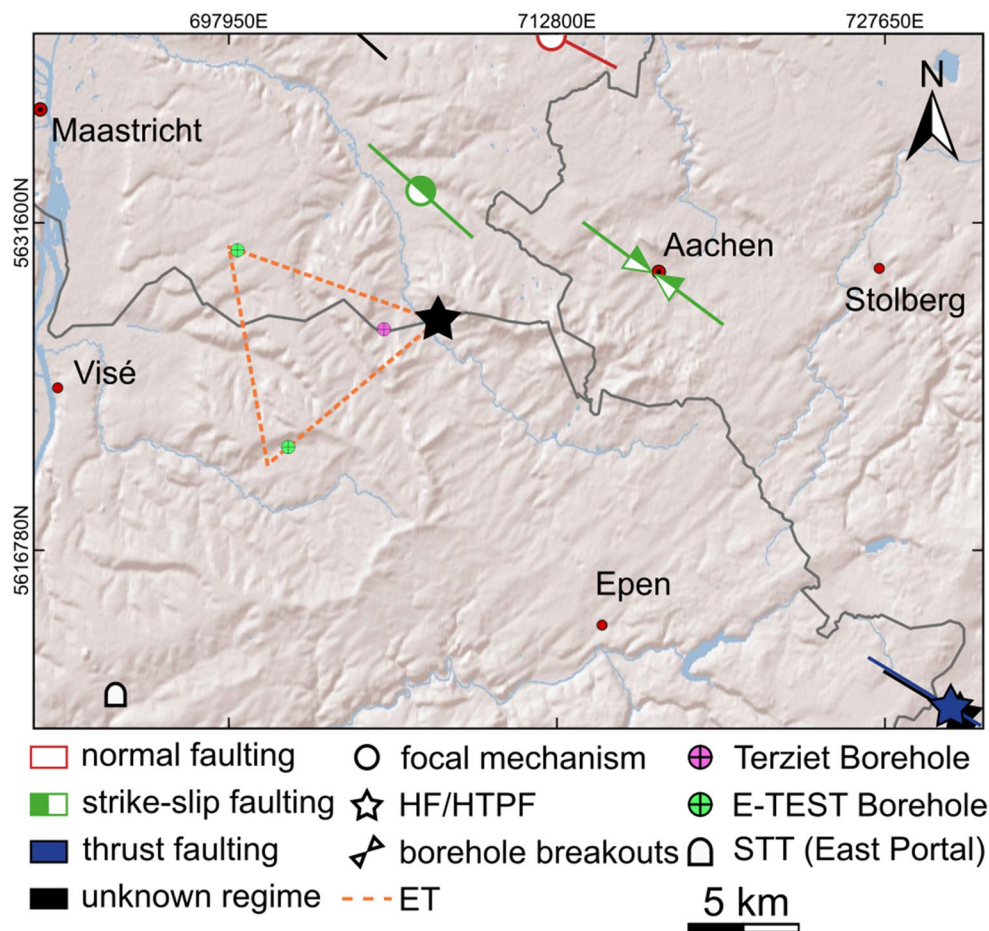 697950E 712800E 727650E
N
Maastricht
5631600N
Aachen
Stolberg
Visé
5616780N
Epen
normal faulting
focal mechanism
Terziet Borehole
strike-slip faulting
HF/HTPF
E-TEST Borehole
thrust faulting
borehole breakouts
STT (East Portal)
unknown regime
ET
5 km